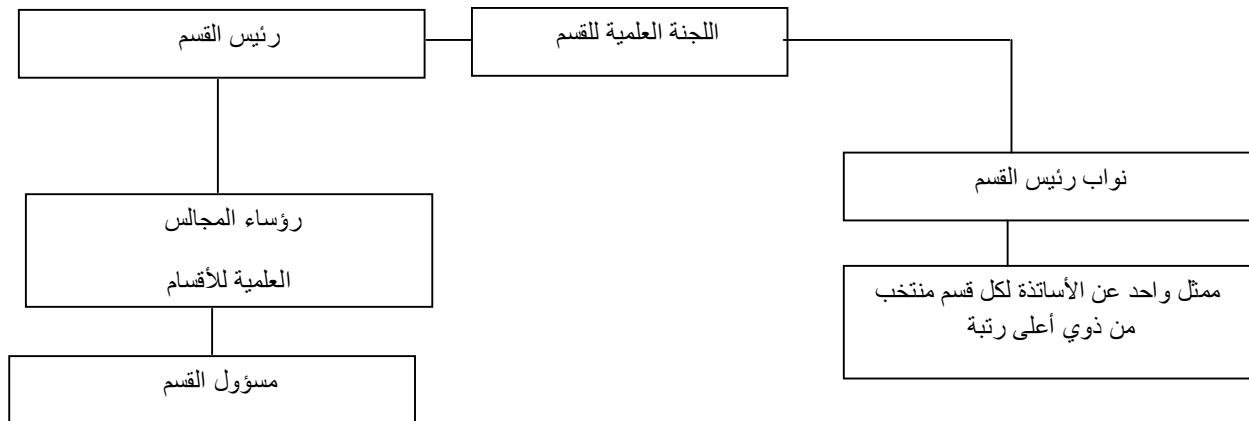 اللجنة العلمية للقسم
رئيس القسم
نواب رئيس القسم
رؤساء المجالس
العلمية للأقسام
ممثل واحد عن الأساتذة لكل قسم منتخب
من ذوي أعلى رتبة
مسؤول القسم